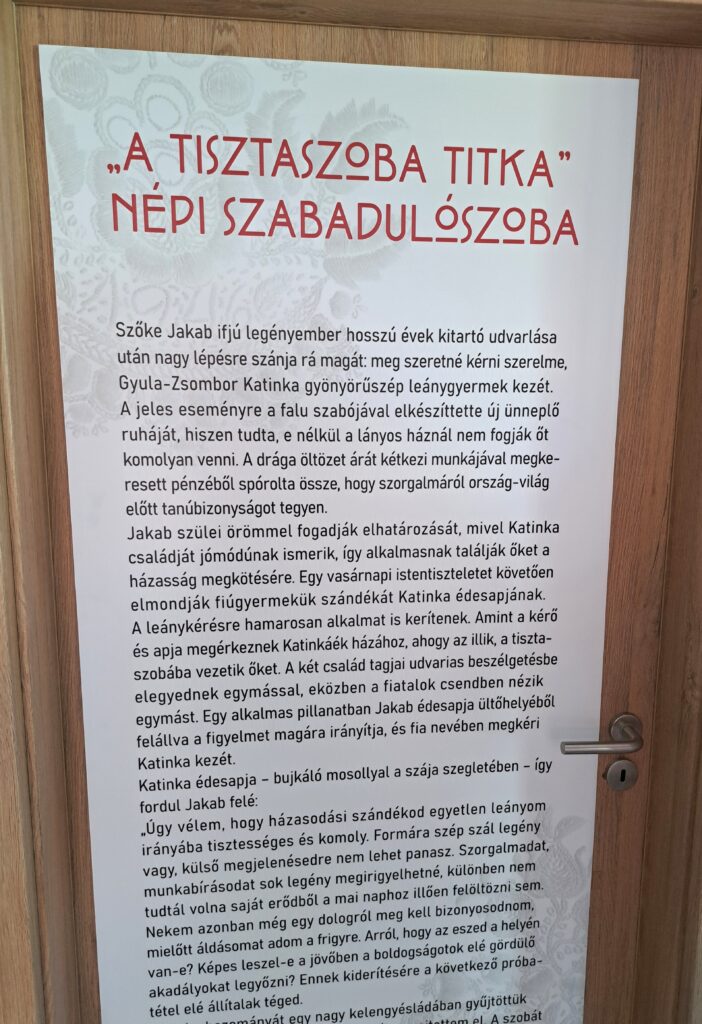 „A TISZTASZOBA TITKA”
NÉPI SZABADULÓSZOBA
Szőke Jakab ifjú legényember hosszú évek kitartó udvarlása
után nagy lépésre szánja rá magát: meg szeretné kérni szerelme,
Gyula-Zsombor Katinka gyönyörűszép leánygyermek kezét.
A jeles eseményre a falu szabójával elkészíttette új ünneplő
ruháját, hiszen tudta, e nélkül a lányos háznál nem fogják őt
komolyan venni. A drága öltözet árát kétkezi munkájával megke-
resett pénzéből spórolta össze, hogy szorgalmáról ország-világ
előtt tanúbizonyságot tegyen.
Jakab szülei örömmel fogadják elhatározását, mivel Katinka
családját jómódúnak ismerik, így alkalmasnak találják őket a
házasság megkötésére. Egy vasárnapi istentiszteletet követően
elmondják fiúgyermekük szándékát Katinka édesapjának.
A leánykérésre hamarosan alkalmat is kerítenek. Amint a kérő
és apja megérkeznek Katinkáék házához, ahogy az illik, a tiszta-
szobába vezetik őket. A két család tagjai udvarias beszélgetésbe
elegyednek egymással, eközben a fiatalok csendben nézik
egymást. Egy alkalmas pillanatban Jakab édesapja ültőhelyéből
felállva a figyelmet magára irányítja, és fia nevében megkéri
Katinka kezét.
Katinka édesapja – bujkáló mosollyal a szája szegletében – így
fordul Jakab felé:
„Úgy vélem, hogy házasodási szándékod egyetlen leányom
irányába tisztességes és komoly. Formára szép szál legény
vagy, külső megjelenésedre nem lehet panasz. Szorgalmadat,
munkabírásodat sok legény megirigyelhetné, különben nem
tudtál volna saját erődből a mai naphoz illően felöltözni sem.
Nekem azonban még egy dologról meg kell bizonyosodnom,
mielőtt áldásomat adom a frigyre. Arról, hogy az eszed a helyén
van-e? Képes leszel-e a jövőben a boldogságotok elé gördülő
akadályokat legyőzni? Ennek kiderítésére a következő próba-
tétel elé állítalak téged.
egy nagy kelengyésládában gyűjtöttük
el. A szobát